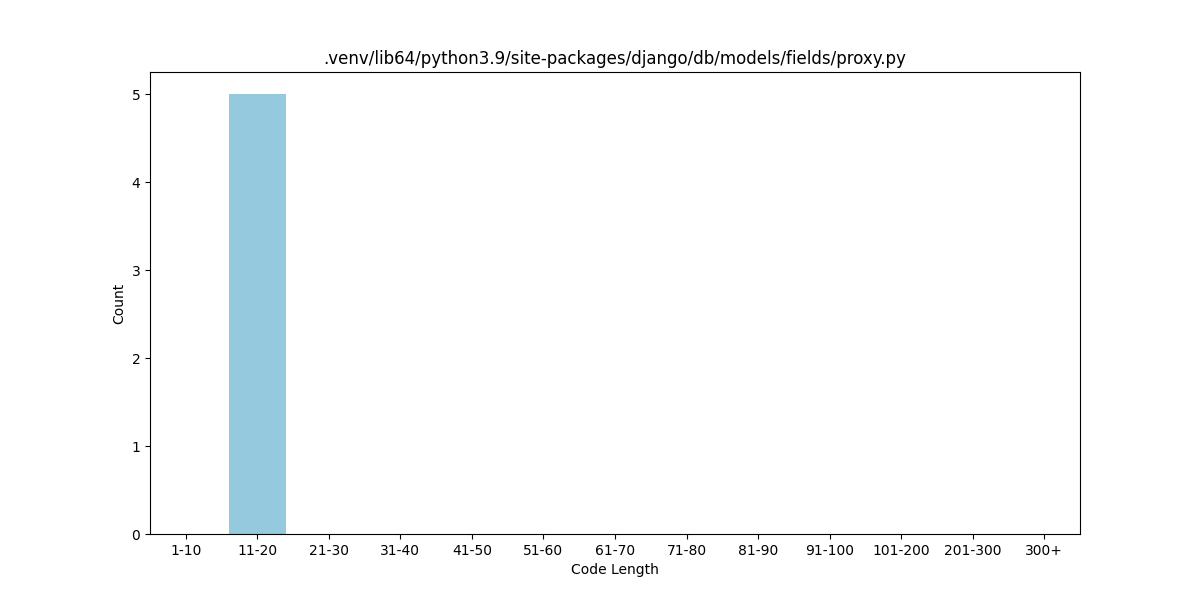 .venv/lib64/python3.9/site-packages/django/db/models/fields/proxy.py
5
4
3
2
1
0
Count
1-10 11-20 21-30 31-40 41-50 51-60 61-70 71-80 81-90 91-100 101-200 201-300 300+
Code Length